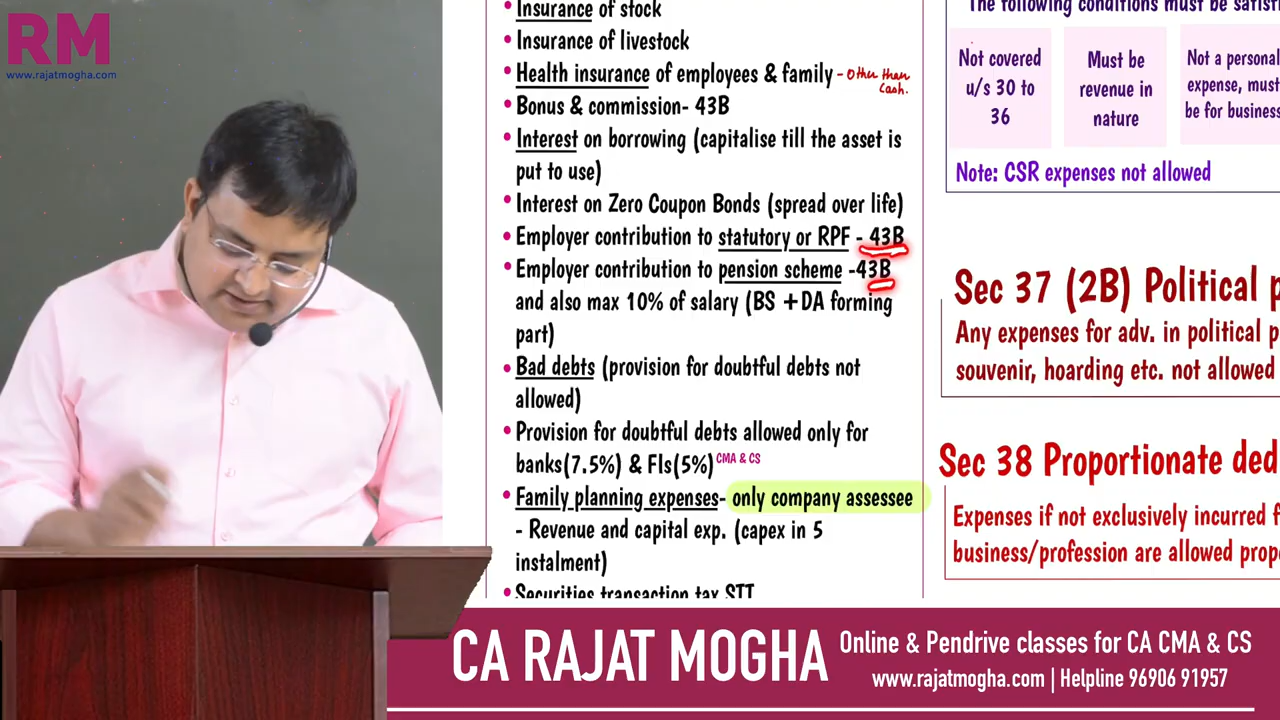 RM
www.rajatmogha.com
Insurance of stock
Insurance of livestock
Health insurance of employees & family - other than cash.
Bonus & commission- 43B
Interest on borrowing (capitalise till the asset is
put to use)
Interest on Zero Coupon Bonds (spread over life)
Employer contribution to statutory or RPF - 43B
Employer contribution to pension scheme -43B
and also max 10% of salary (BS +DA forming
part)
Bad debts (provision for doubtful debts not
allowed)
Provision for doubtful debts allowed only for
banks(7.5%) & FIs(5%) CMA & CS
Family planning expenses- only company assessee
- Revenue and capital exp. (capex in 5
instalment)
Securities transaction tax STT
The following conditions must be satisf
Not covered
u/s 30 to
36
Must be
revenue in
nature
Not a personal
expense, must
be for business
Note: CSR expenses not allowed
Sec 37 (2B) Political p
Any expenses for adv. in political p
souvenir, hoarding etc. not allowed
Sec 38 Proportionate ded
Expenses if not exclusively incurred f
business/profession are allowed prop
CA RAJAT MOGHA
Online & Pendrive classes for CA CMA & CS
www.rajatmogha.com | Helpline 96906 91957